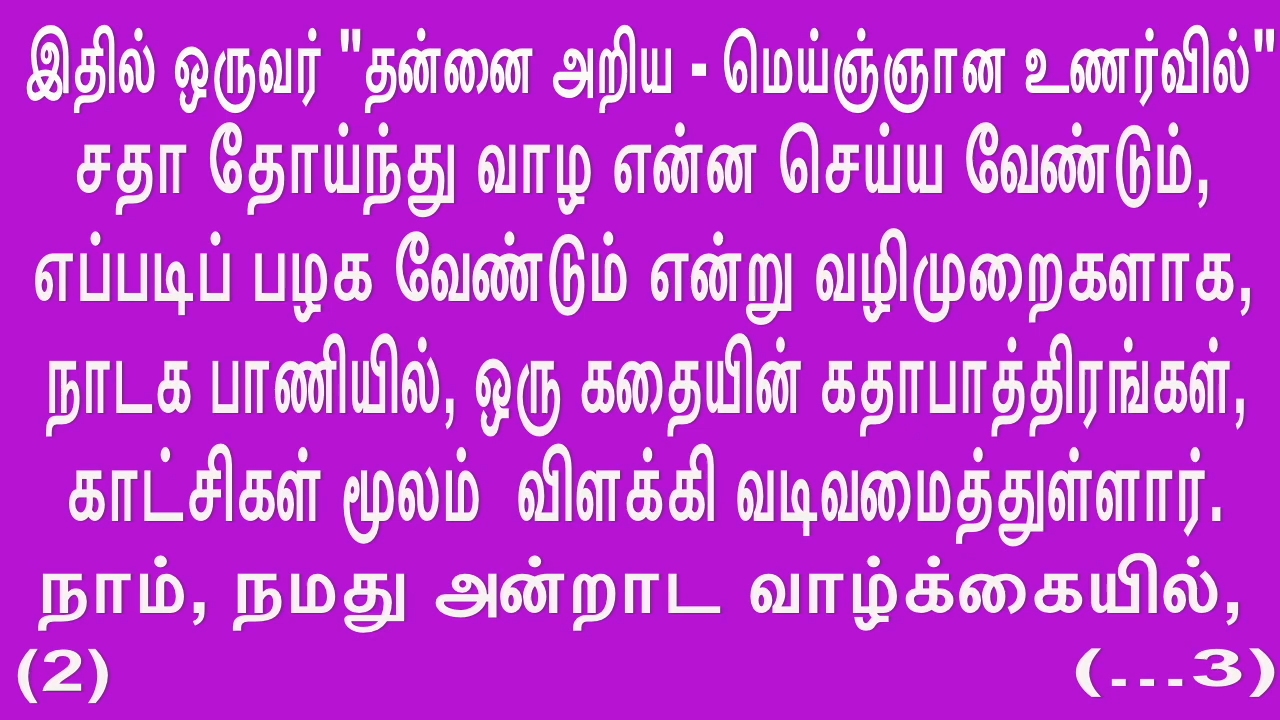 இதில் ஒருவர் "தன்னை அறிய - மெய்ஞ்ஞான உணர்வில்"
சதா தோய்ந்து வாழ என்ன செய்ய வேண்டும்,
எப்படிப் பழக வேண்டும் என்று வழிமுறைகளாக,
நாடக பாணியில், ஒரு கதையின் கதாபாத்திரங்கள்,
காட்சிகள் மூலம் விளக்கி வடிவமைத்துள்ளார்.
நாம், நமது அன்றாட வாழ்க்கையில்,
(2) (...3)